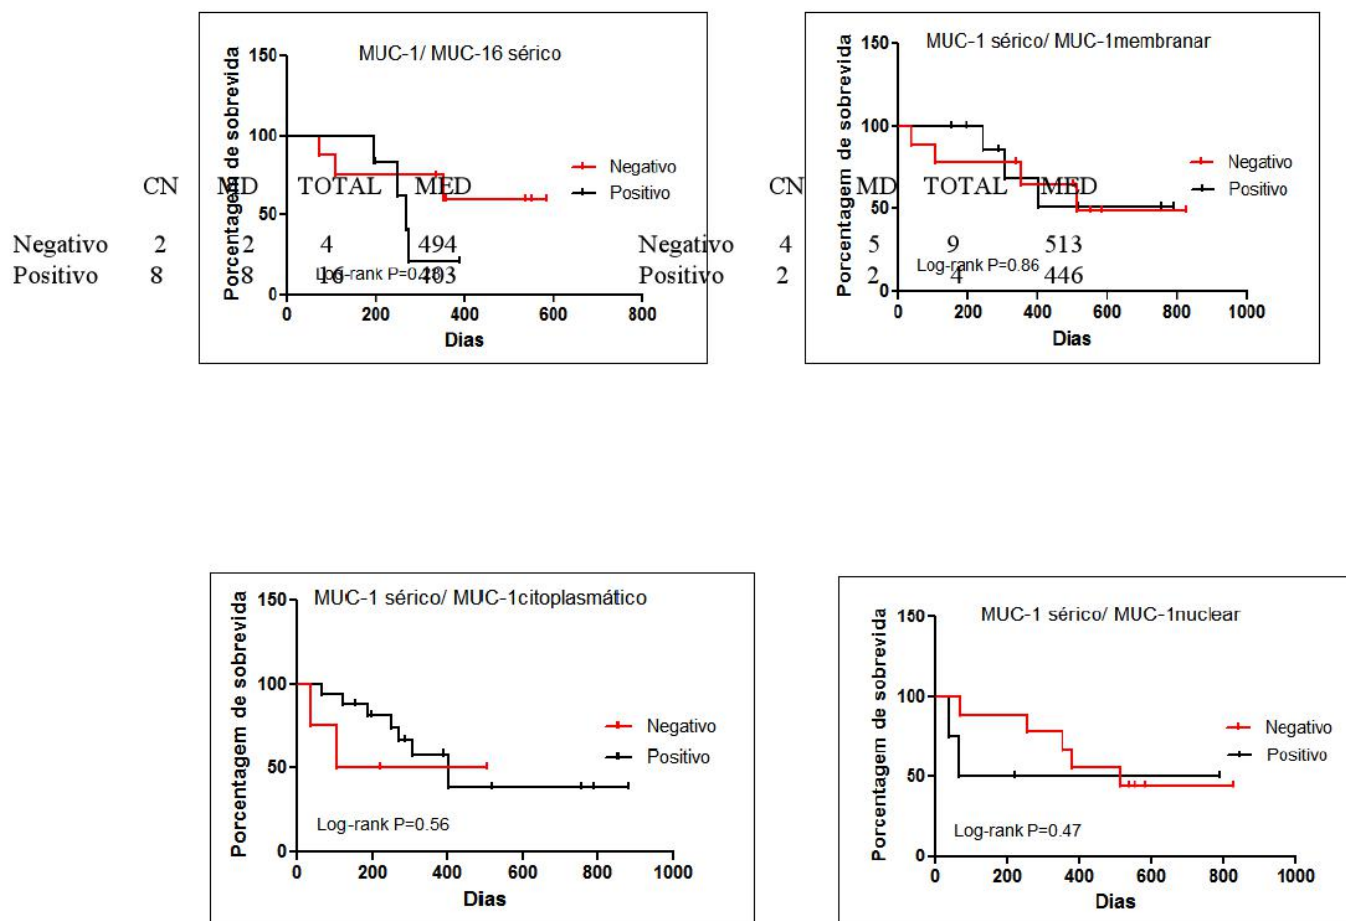 MUC-1/ MUC-16 sérico
Porcentagem de sobrevida
150
100
50
0
Negativo
Positivo
0 200 400 600 800
Dias
CN MD TOTAL MED
Negativo 2 2 4 494
Positivo 8 8 16 403
Log-rank
MUC-1 sérico/ MUC-1membranar
Porcentagem de sobrevida
150
100
50
0
Negativo
Positivo
0 200 400 600 800 1000
Dias
CN MD TOTAL MED
Negativo 4 5 9 513
Positivo 2 2 4 446
Log-rank P=0.86
MUC-1 sérico/ MUC-1citoplasmático
Porcentagem de sobrevida
150
100
50
0
Negativo
Positivo
Log-rank P=0.56
0 200 400 600 800 1000
Dias
MUC-1 sérico/ MUC-1nuclear
Porcentagem de sobrevida
150
100
50
0
Negativo
Positivo
Log-rank P=0.47
0 200 400 600 800 1000
Dias